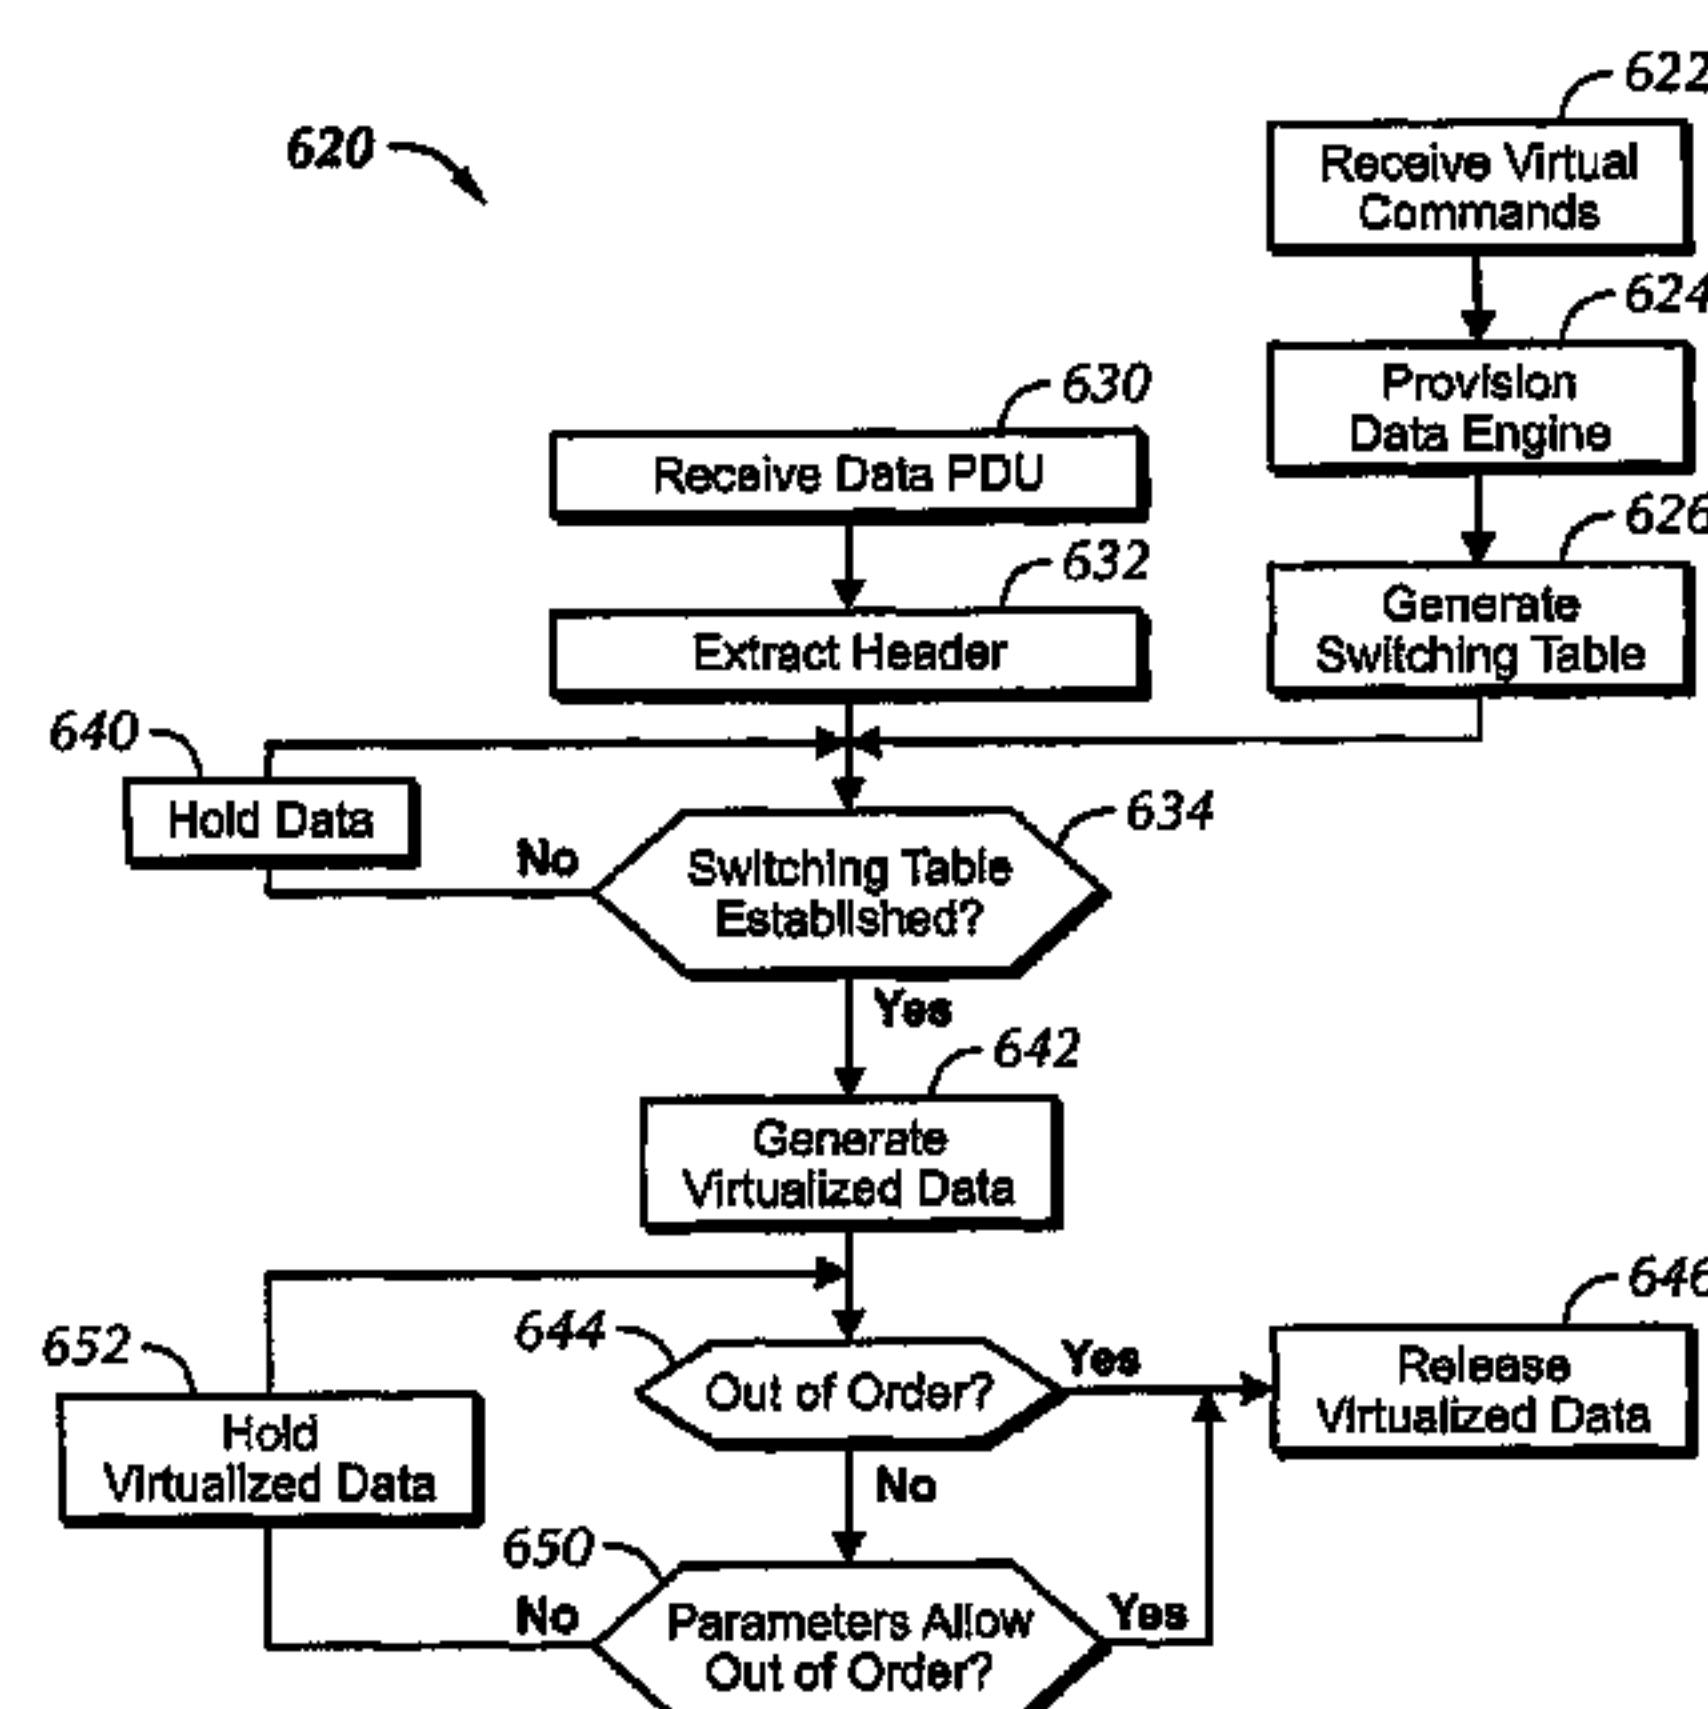 620
622
Receive Virtual
Commands
624
Provision
Data Engine
626
Generate
Switching Table
630
Receive Data PDU
632
Extract Header
640
Hold Data
634
Switching Table
Established?
No
Yes
642
Generate
Virtualized Data
644
Out of Order?
Yes
No
646
Release
Virtualized Data
652
Hold
Virtualized Data
650
Parameters Allow
Out of Order?
No
Yes